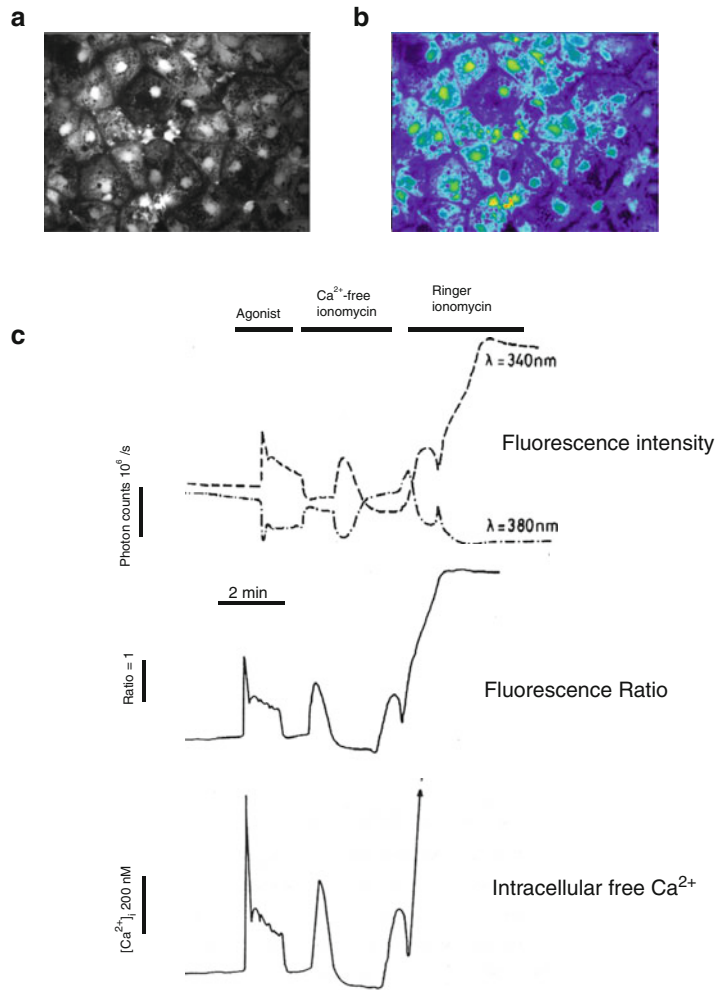 a
b
c
Agonist
Ca²⁺-free
ionomycin
Ringer
ionomycin
λ=340nm
Fluorescence intensity
Photon counts 10⁶ /s
λ=380nm
2 min
Ratio = 1
Fluorescence Ratio
[Ca²⁺]ᵢ 200 nM
Intracellular free Ca²⁺